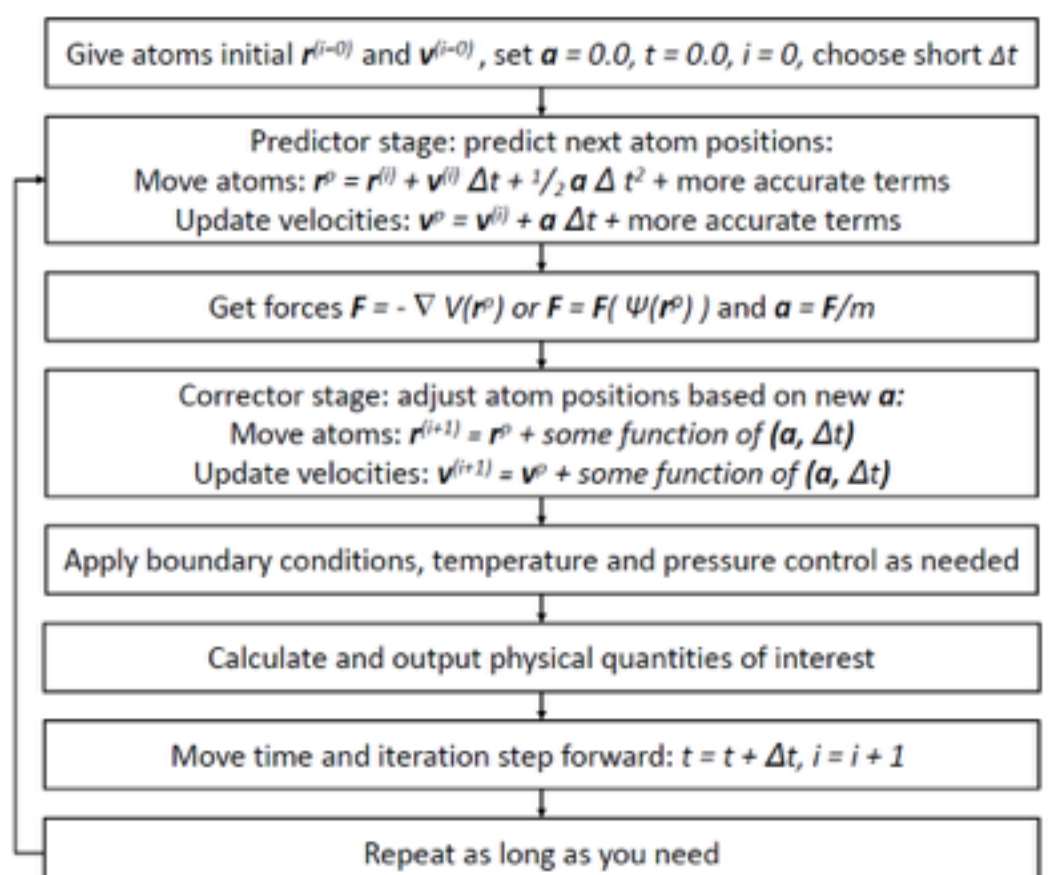 Give atoms initial r⁽ⁱ⁼⁰⁾ and v⁽ⁱ⁼⁰⁾, set a = 0.0, t = 0.0, i = 0, choose short Δt
Predictor stage: predict next atom positions:
Move atoms: rᵖ = r⁽ⁱ⁾ + v⁽ⁱ⁾ Δt + ¹/₂ a Δ t² + more accurate terms
Update velocities: vᵖ = v⁽ⁱ⁾ + a Δt + more accurate terms
Get forces F = - ∇ V(rᵖ) or F = F( Ψ(rᵖ) ) and a = F/m
Corrector stage: adjust atom positions based on new a:
Move atoms: r⁽ⁱ⁺¹⁾ = rᵖ + some function of (a, Δt)
Update velocities: v⁽ⁱ⁺¹⁾ = vᵖ + some function of (a, Δt)
Apply boundary conditions, temperature and pressure control as needed
Calculate and output physical quantities of interest
Move time and iteration step forward: t = t + Δt, i = i + 1
Repeat as long as you need